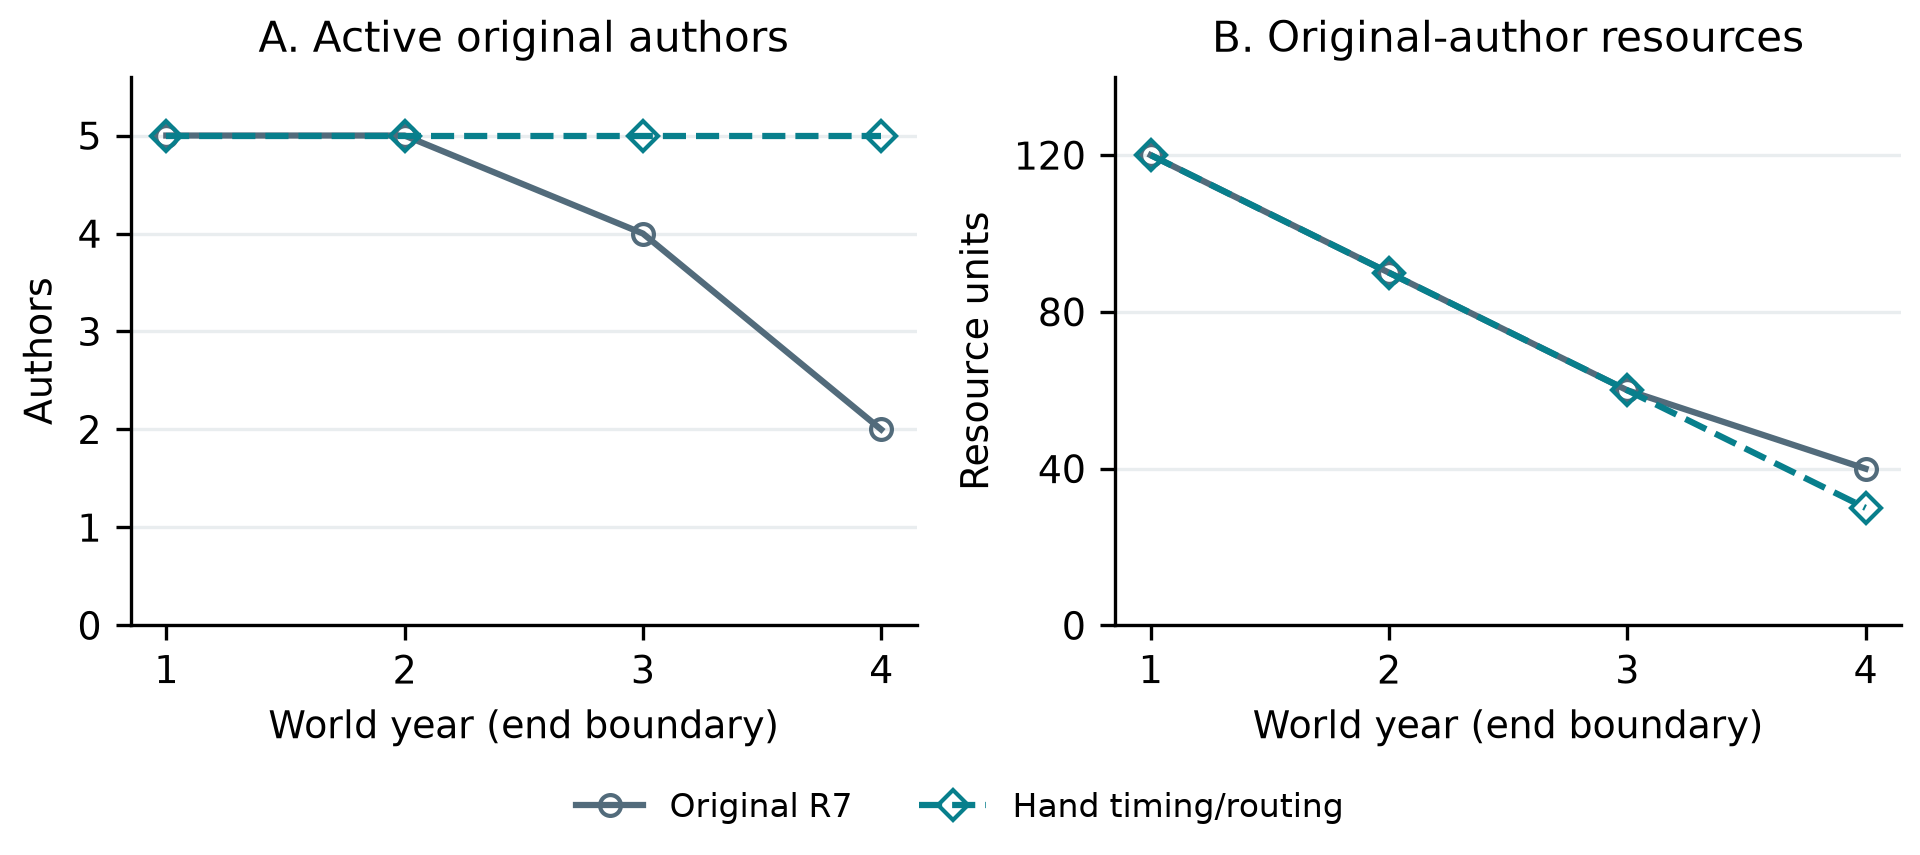 A. Active original authors
Authors
5
4
3
2
1
0
1 2 3 4
World year (end boundary)
B. Original-author resources
Resource units
120
80
40
0
1 2 3 4
World year (end boundary)
Original R7
Hand timing/routing